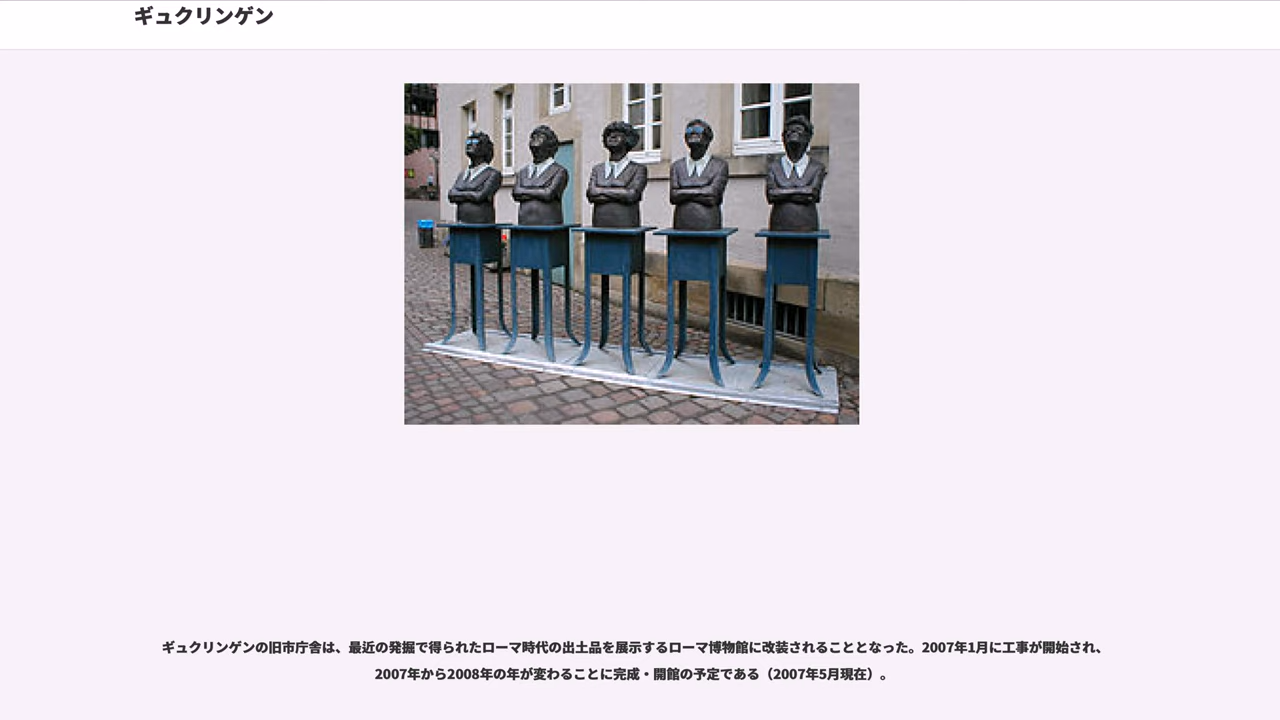 ギュクリンゲン
ギュクリンゲンの旧市庁舎は、最近の発掘で得られたローマ時代の出土品を展示するローマ博物館に改装されることとなった。2007年1月に工事が開始され、
2007年から2008年の年が変わることに完成・開館の予定である（2007年5月現在）。